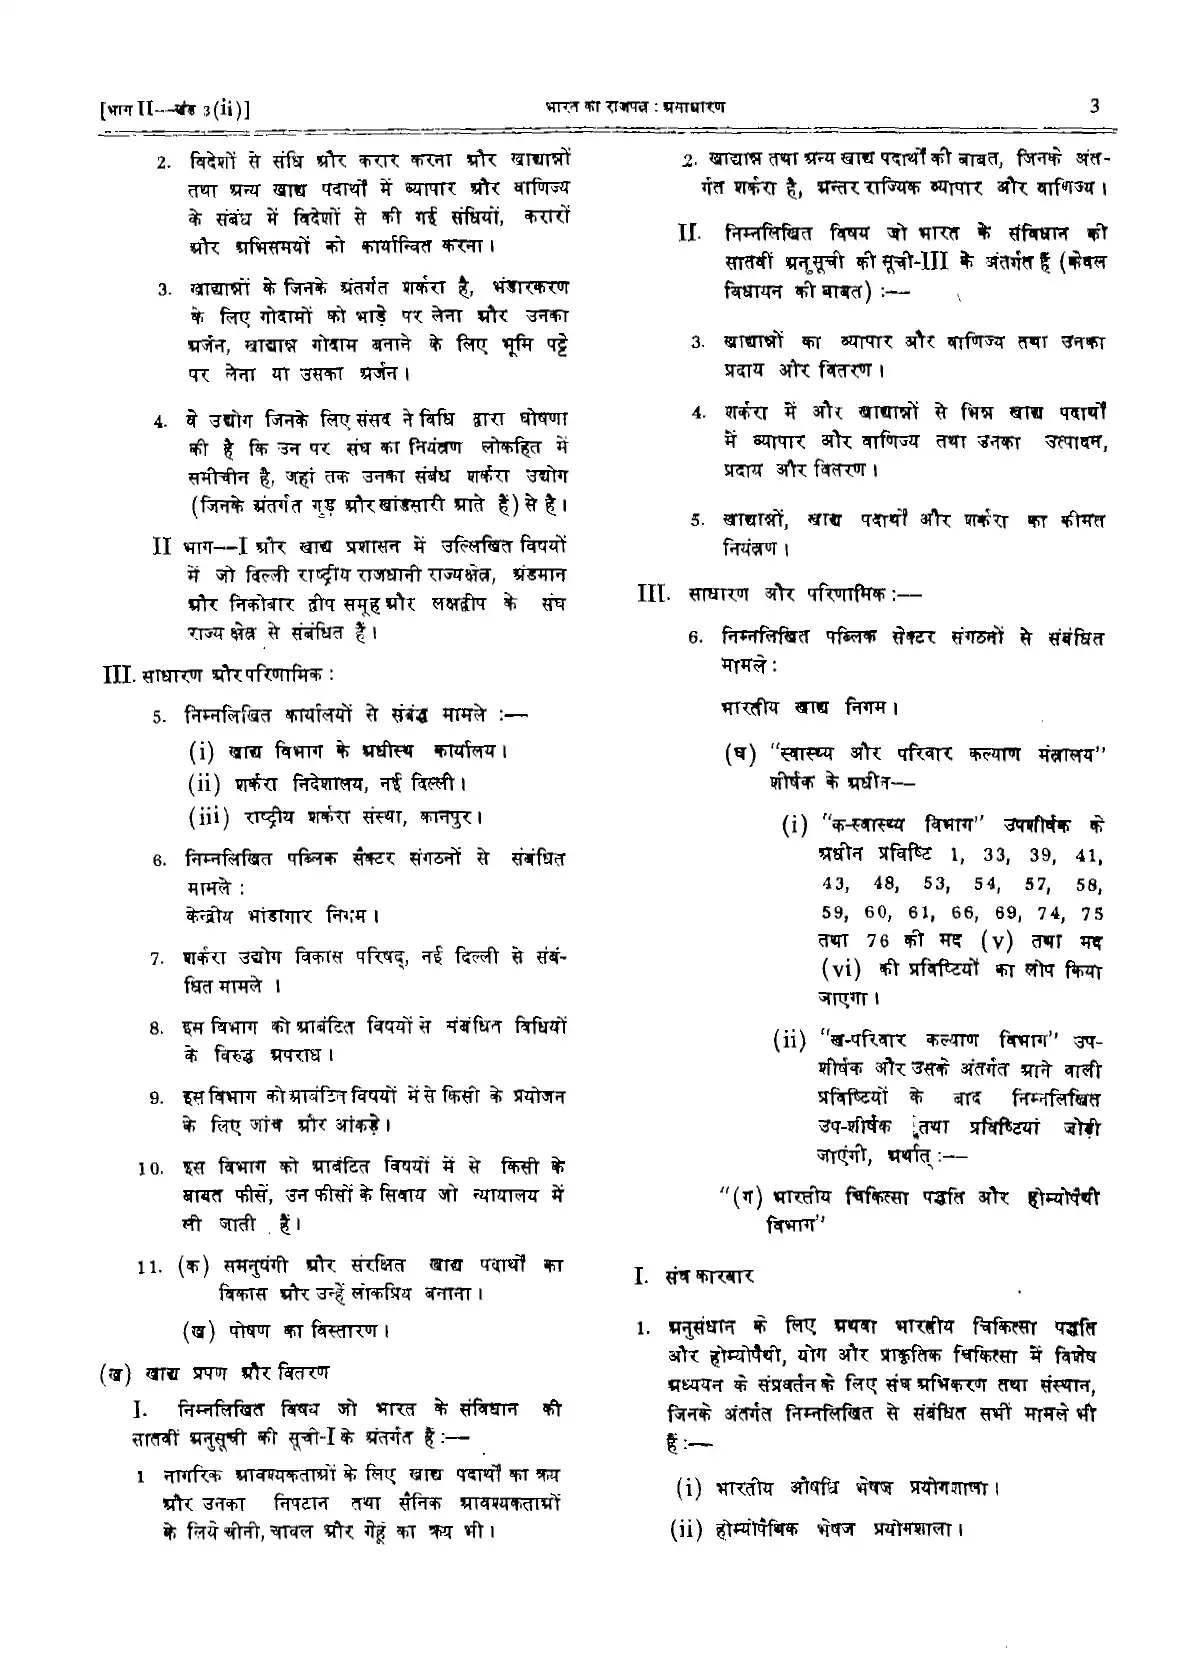 [भाग II—खंड 3(ii)]
भारत का राजपत्र : असाधारण
3
2. विदेशों से संधि और करार करना और खाद्यान्नों
तथा अन्य खाद्य पदार्थों में व्यापार और वाणिज्य
के संबंध में विदेशों से की गई संधियों, करारों
और अभिसमयों को कार्यान्वित करना ।
3. खाद्यान्नों के जिनके अंतर्गत शर्करा है, भंडारकरण
के लिए गोदामों को भाड़े पर लेना और उनका
अर्जन, खाद्यान्न गोदाम बनाने के लिए भूमि पट्टे
पर लेना या उसका अर्जन ।
4. वे उद्योग जिनके लिए संसद ने विधि द्वारा घोषणा
की है कि उन पर संघ का नियंत्रण लोकहित में
समीचीन है, जहां तक उनका संबंध शर्करा उद्योग
(जिनके अंतर्गत गुड़ और खांडसारी आते हैं) से है ।
II भाग—I और खाद्य प्रशासन में उल्लिखित विषयों
में जो दिल्ली राष्ट्रीय राजधानी राज्यक्षेत्र, अंडमान
और निकोबार द्वीप समूह और लक्षद्वीप के संघ
राज्य क्षेत्र से संबंधित हैं ।
III. साधारण और परिणामिक :
5. निम्नलिखित कार्यालयों से संबंद्ध मामले :—
(i) खाद्य विभाग के अधीस्थ कार्यालय ।
(ii) शर्करा निदेशालय, नई दिल्ली ।
(iii) राष्ट्रीय शर्करा संस्था, कानपुर ।
6. निम्नलिखित पब्लिक सैक्टर संगठनों से संबंधित
मामले :
केन्द्रीय भांडागार निगम ।
7. शर्करा उद्योग विकास परिषद्, नई दिल्ली से संबं-
धित मामले ।
8. इस विभाग को आबंटित विषयों से संबंधित विधियों
के विरुद्ध अपराध ।
9. इस विभाग को आबंटित विषयों में से किसी के प्रयोजन
के लिए जांच और आंकड़े ।
10. इस विभाग को आबंटित विषयों में से किसी के
बाबत फीसें, उन फीसों के सिवाय जो न्यायालय में
ली जाती हैं ।
11. (क) समनुषंगी और संरक्षित खाद्य पदार्थों का
विकास और उन्हें लोकप्रिय बनाना ।
(ख) पोषण का विस्तारण ।
(ख) खाद्य प्रपण और वितरण
I. निम्नलिखित विषय जो भारत के संविधान की
सातवीं अनुसूची की सूची-I के अंतर्गत हैं :—
1 नागरिक आवश्यकताओं के लिए खाद्य पदार्थों का क्रय
और उनका निपटान तथा सैनिक आवश्यकताओं
के लिये चीनी, चावल और गेहूं का क्रय भी ।
2. खाद्यान्न तथा अन्य खाद्य पदार्थों की बाबत, जिनके अंत-
र्गत शर्करा है, अन्तर राज्यिक व्यापार और वाणिज्य ।
II. निम्नलिखित विषय जो भारत के संविधान की
सातवीं अनुसूची की सूची-III के अंतर्गत हैं (केवल
विधायन की बाबत) :—
3. खाद्यान्नों का व्यापार और वाणिज्य तथा उनका
प्रदाय और वितरण ।
4. शर्करा में और खाद्यान्नों से भिन्न खाद्य पदार्थों
में व्यापार और वाणिज्य तथा उनका उत्पादन,
प्रदाय और वितरण ।
5. खाद्यान्नों, खाद्य पदार्थों और शर्करा का कीमत
नियंत्रण ।
III. साधारण और परिणामिक :—
6. निम्नलिखित पब्लिक सेक्टर संगठनों से संबंधित
मामले :
भारतीय खाद्य निगम ।
(घ) "स्वास्थ्य और परिवार कल्याण मंत्रालय"
शीर्षक के अधीन—
(i) "क-स्वास्थ्य विभाग" उपशीर्षक के
अधीन प्रविष्टि 1, 33, 39, 41,
43, 48, 53, 54, 57, 58,
59, 60, 61, 66, 69, 74, 75
तथा 76 की मद (v) तथा मद
(vi) की प्रविष्टियों का लोप किया
जाएगा ।
(ii) "ख-परिवार कल्याण विभाग" उप-
शीर्षक और उसके अंतर्गत आने वाली
प्रविष्टियों के बाद निम्नलिखित
उप-शीर्षक तथा प्रविष्टियां जोड़ी
जाएंगी, अर्थात् :—
"(ग) भारतीय चिकित्सा पद्धति और होम्योपैथी
विभाग"
I. संघ कारबार
1. अनुसंधान के लिए अथवा भारतीय चिकित्सा पद्धति
और होम्योपैथी, योग और प्राकृतिक चिकित्सा में विशेष
अध्ययन के संप्रवर्तन के लिए संघ अभिकरण तथा संस्थान,
जिनके अंतर्गत निम्नलिखित से संबंधित सभी मामले भी
हैं :—
(i) भारतीय औषधि भेषज प्रयोगशाला ।
(ii) होम्योपैथिक भेषज प्रयोगशाला ।